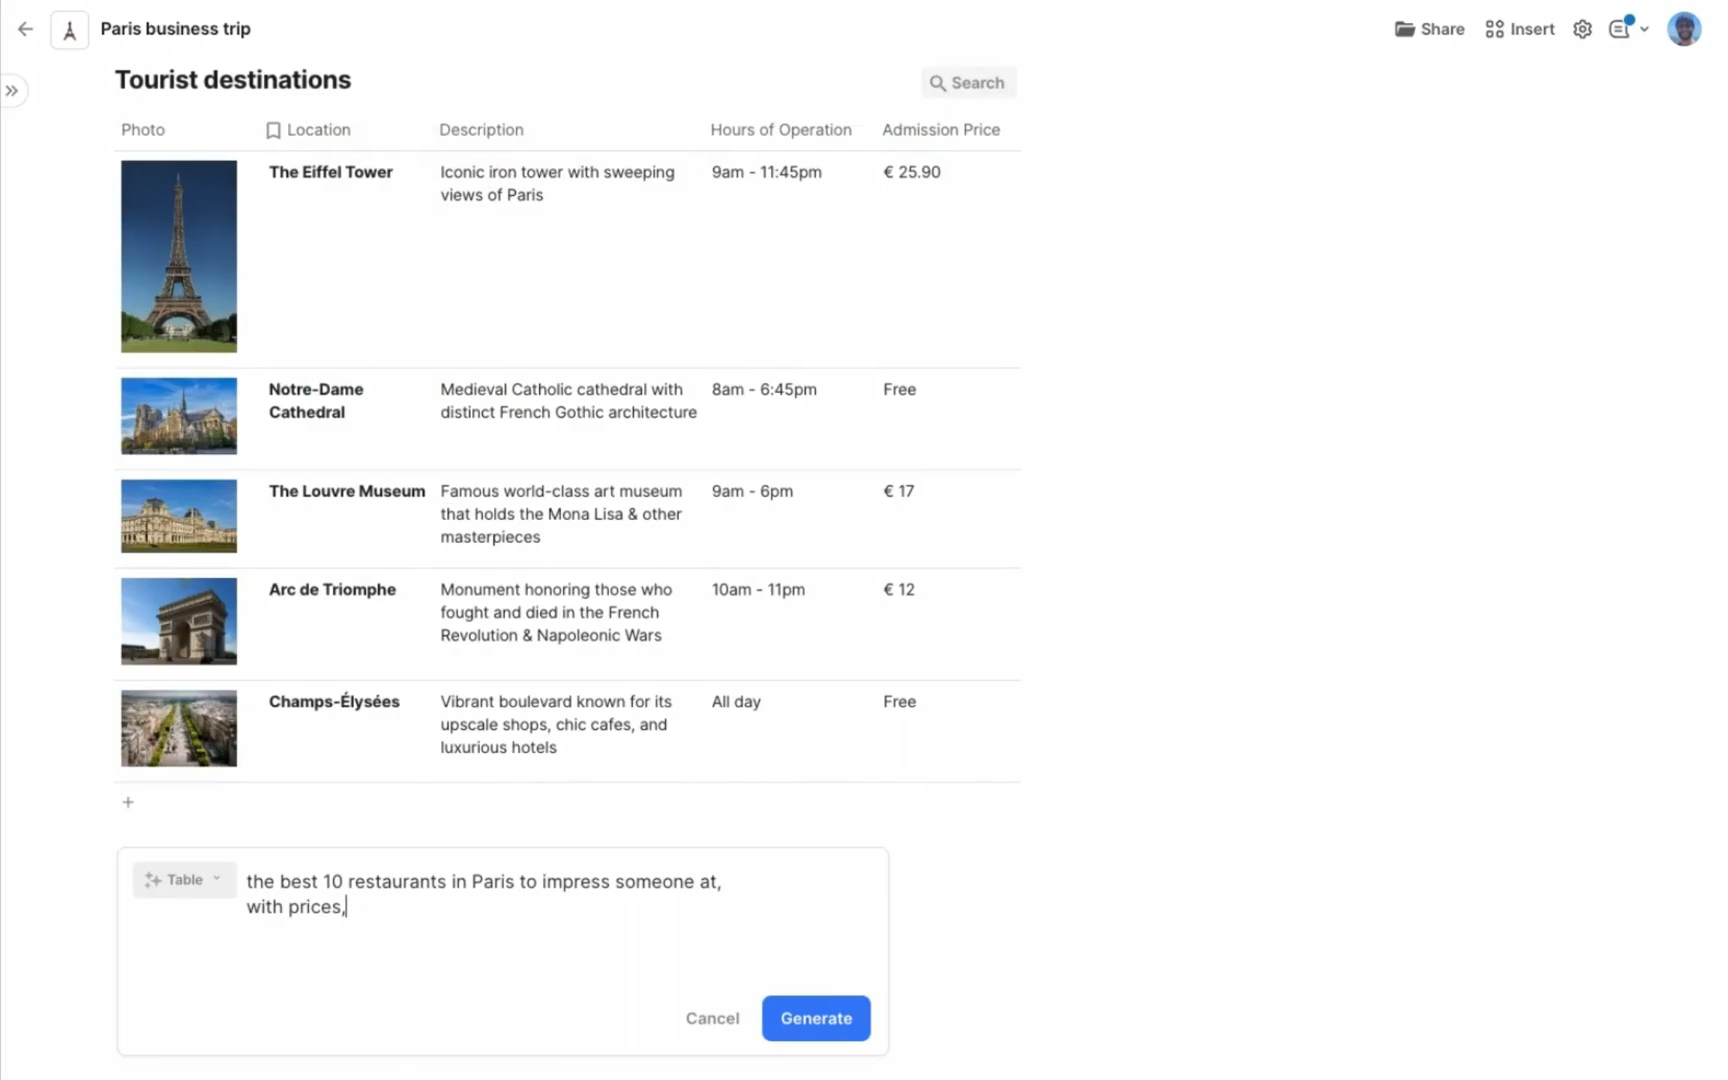 Paris business trip
Share
Insert
Tourist destinations
Search
Photo
Location
Description
Hours of Operation
Admission Price
The Eiffel Tower
Iconic iron tower with sweeping
views of Paris
9am - 11:45pm
€ 25.90
Notre-Dame
Cathedral
Medieval Catholic cathedral with
distinct French Gothic architecture
8am - 6:45pm
Free
The Louvre Museum
Famous world-class art museum
that holds the Mona Lisa & other
masterpieces
9am - 6pm
€ 17
Arc de Triomphe
Monument honoring those who
fought and died in the French
Revolution & Napoleonic Wars
10am - 11pm
€ 12
Champs-Élysées
Vibrant boulevard known for its
upscale shops, chic cafes, and
luxurious hotels
All day
Free
Table
the best 10 restaurants in Paris to impress someone at,
with prices,
Cancel
Generate